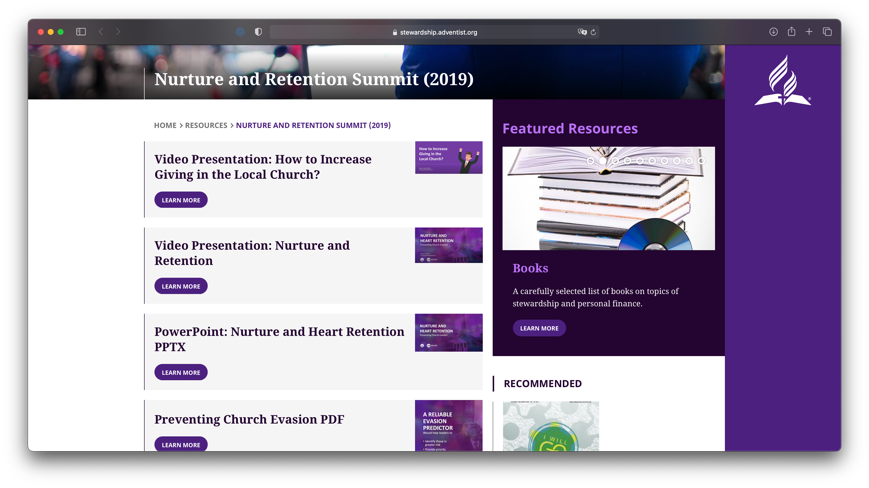 stewardship.adventist.org
Nurture and Retention Summit (2019)
HOME > RESOURCES > NURTURE AND RETENTION SUMMIT (2019)
Video Presentation: How to Increase
Giving in the Local Church?
LEARN MORE
How to Increase
Giving in the
Local Church?
Video Presentation: Nurture and
Retention
LEARN MORE
NURTURE AND
HEART RETENTION
PowerPoint: Nurture and Heart Retention
PPTX
LEARN MORE
NURTURE AND
HEART RETENTION
Preventing Church Evasion PDF
LEARN MORE
A RELIABLE
EVASION
PREDICTOR
Featured Resources
Books
A carefully selected list of books on topics of
stewardship and personal finance.
LEARN MORE
RECOMMENDED
I WILL
GO